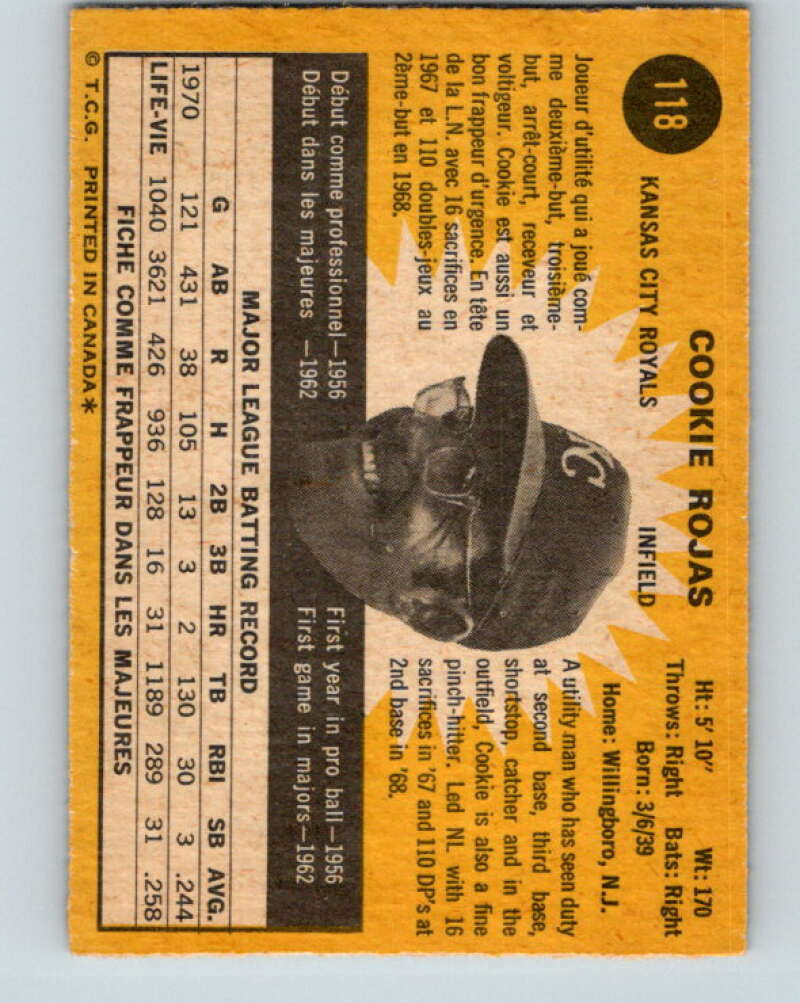 118
COOKIE ROJAS
KANSAS CITY ROYALS
INFIELD
Ht: 5' 10" Wt: 170
Throws: Right Bats: Right
Born: 3/6/39
Home: Willingboro, N.J.
Joueur d'utilité qui a joué com-
me deuxième-but, troisième-
but, arrêt-court, receveur et
voltigeur. Cookie est aussi un
bon frappeur d'urgence. En tête
de la L.N. avec 16 sacrifices en
1967 et 110 doubles-jeux au
2ème-but en 1968.
KC
A utility man who has seen duty
at second base, third base,
shortstop, catcher and in the
outfield. Cookie is also a fine
pinch-hitter. Led NL with 16
sacrifices in '67 and 110 DP's at
2nd base in '68.
Début comme professionnel—1956
Début dans les majeures —1962
First year in pro ball—1956
First game in majors—1962
MAJOR LEAGUE BATTING RECORD
G AB R H 2B 3B HR TB RBI SB AVG.
1970 121 431 38 105 13 3 2 130 30 3 .244
LIFE-VIE 1040 3621 426 936 128 16 31 1189 289 31 .258
FICHE COMME FRAPPEUR DANS LES MAJEURES
© T.C.G. PRINTED IN CANADA*